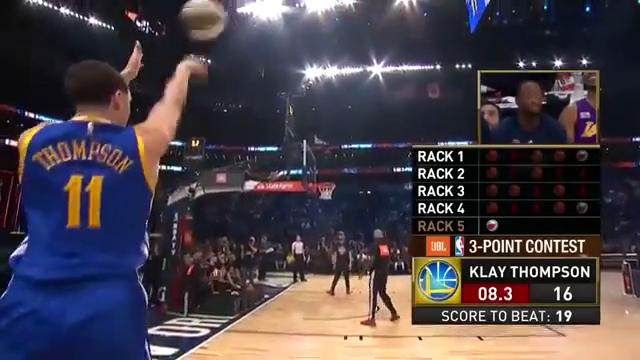 THOMPSON
11
RACK 1
RACK 2
RACK 3
RACK 4
RACK 5
JBL 3-POINT CONTEST
KLAY THOMPSON
08.3 16
SCORE TO BEAT: 19